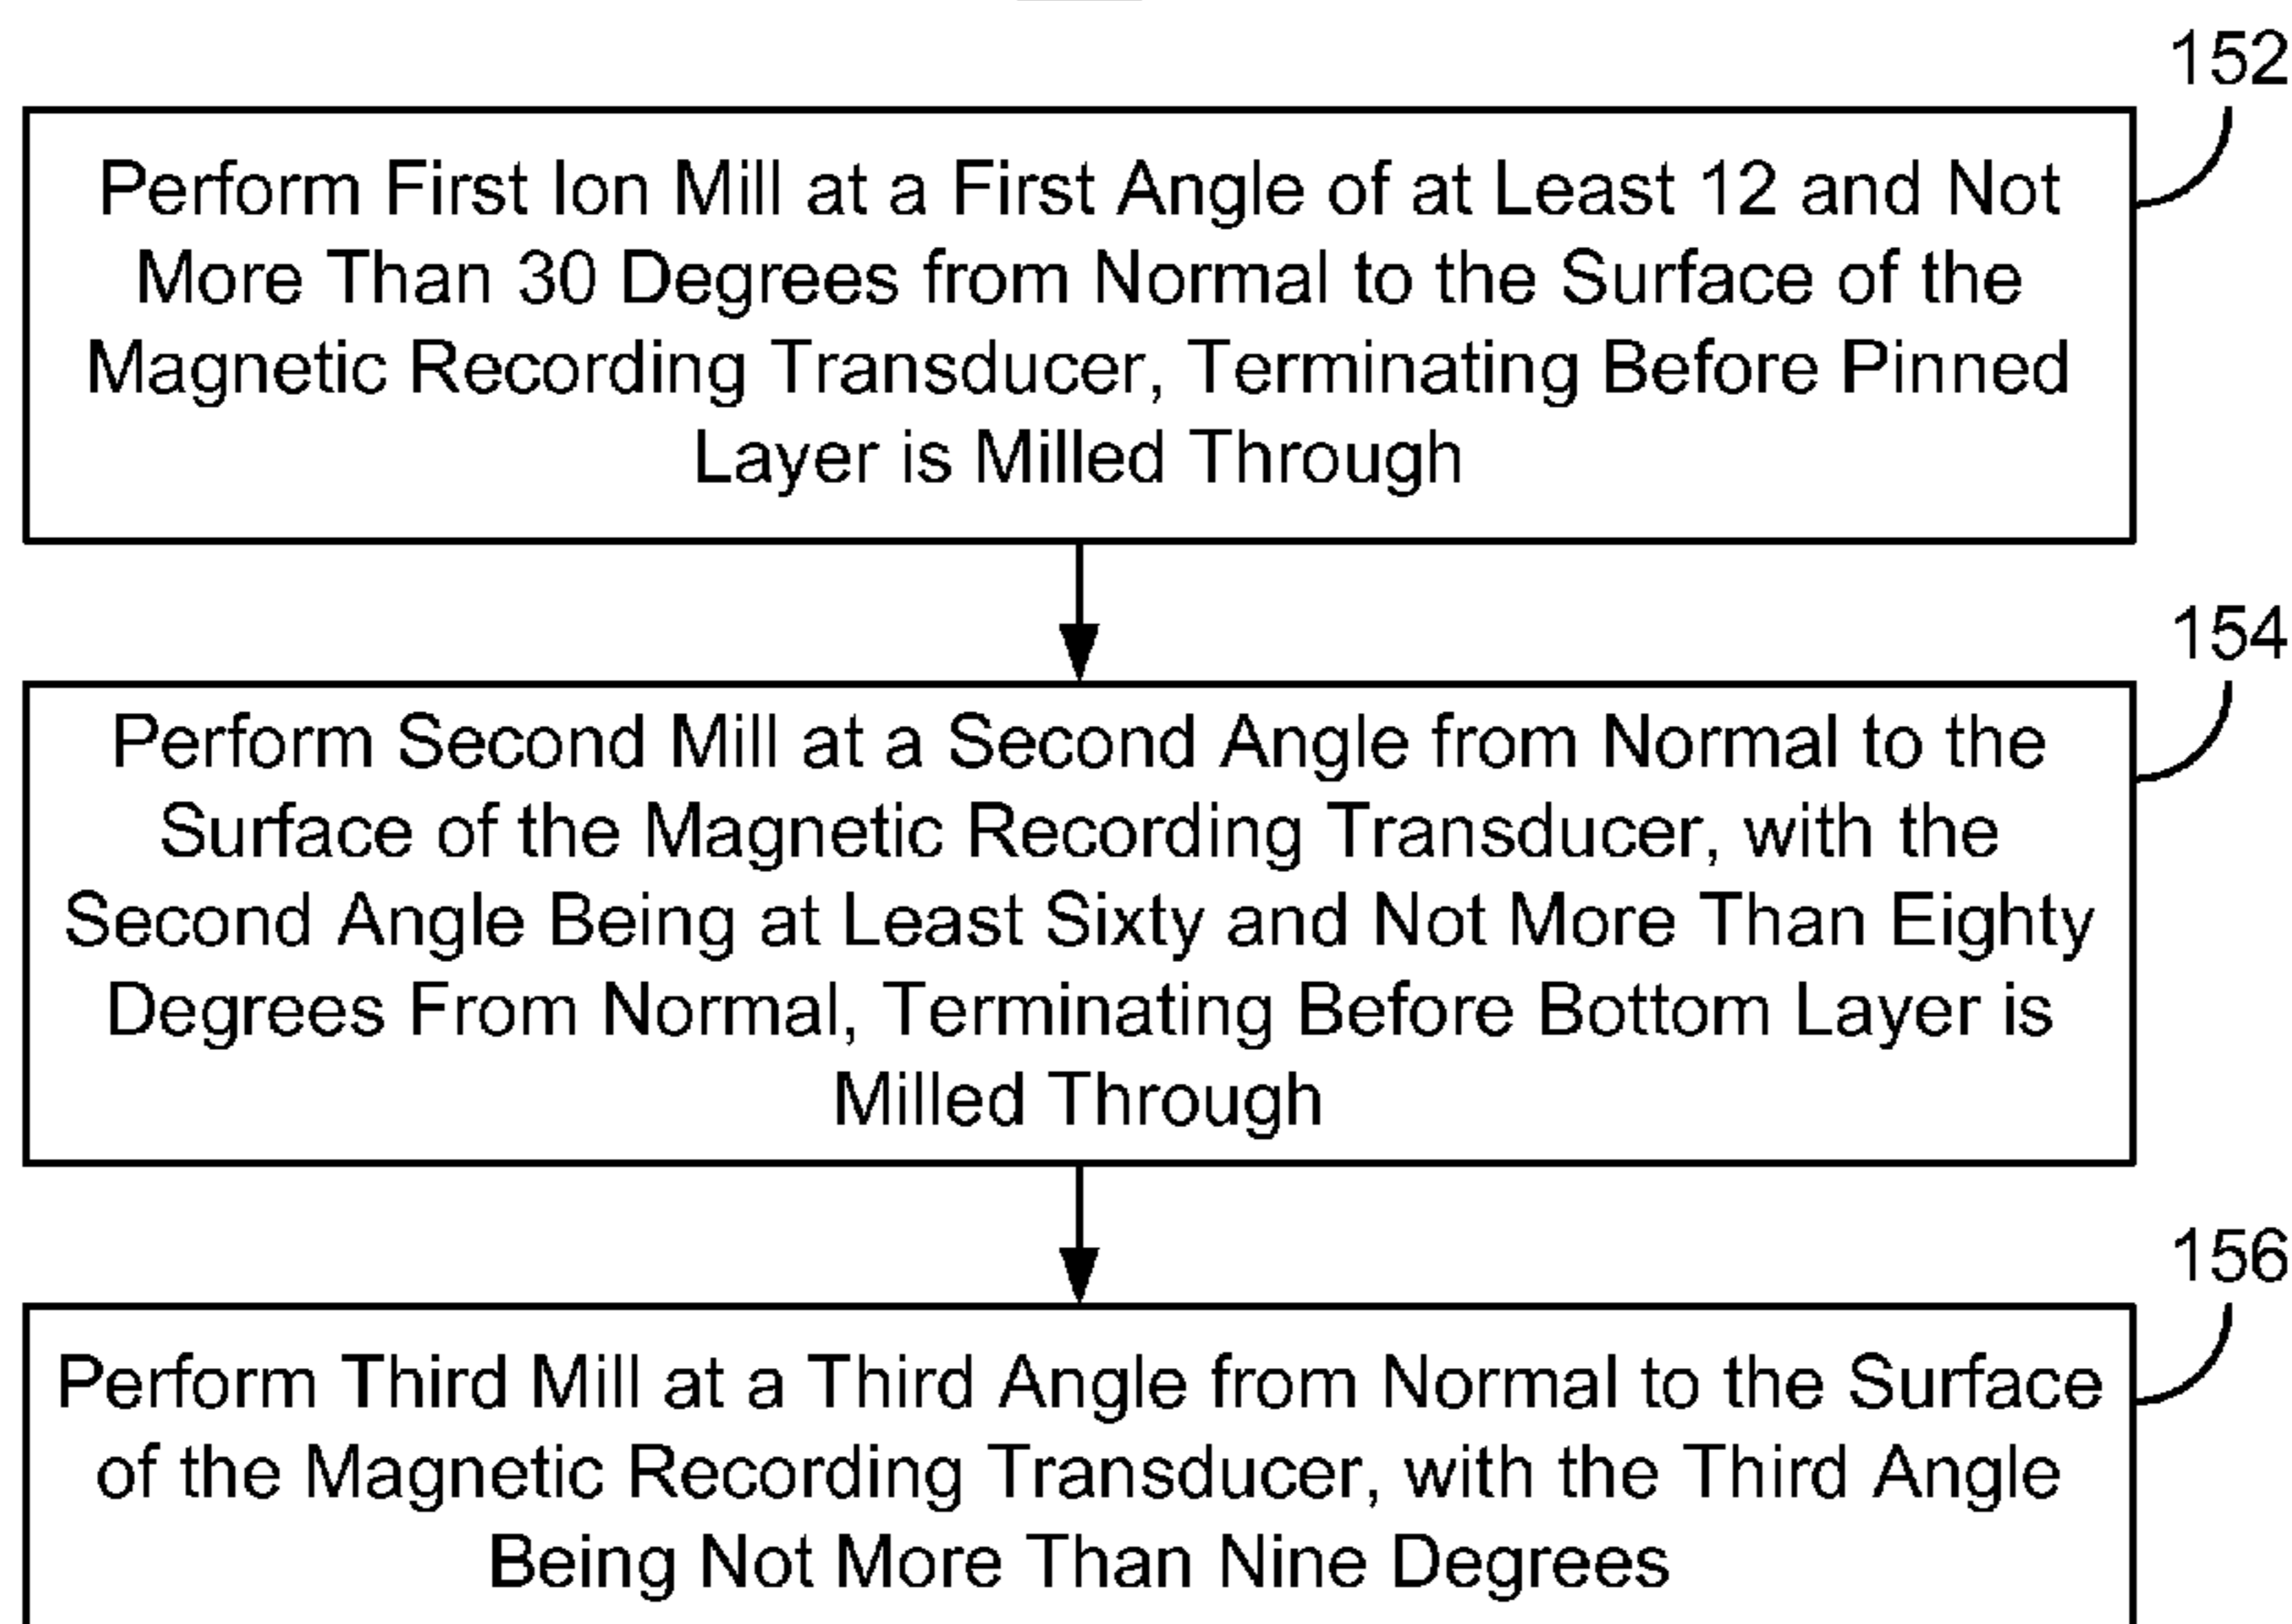 152
Perform First Ion Mill at a First Angle of at Least 12 and Not
More Than 30 Degrees from Normal to the Surface of the
Magnetic Recording Transducer, Terminating Before Pinned
Layer is Milled Through
154
Perform Second Mill at a Second Angle from Normal to the
Surface of the Magnetic Recording Transducer, with the
Second Angle Being at Least Sixty and Not More Than Eighty
Degrees From Normal, Terminating Before Bottom Layer is
Milled Through
156
Perform Third Mill at a Third Angle from Normal to the Surface
of the Magnetic Recording Transducer, with the Third Angle
Being Not More Than Nine Degrees